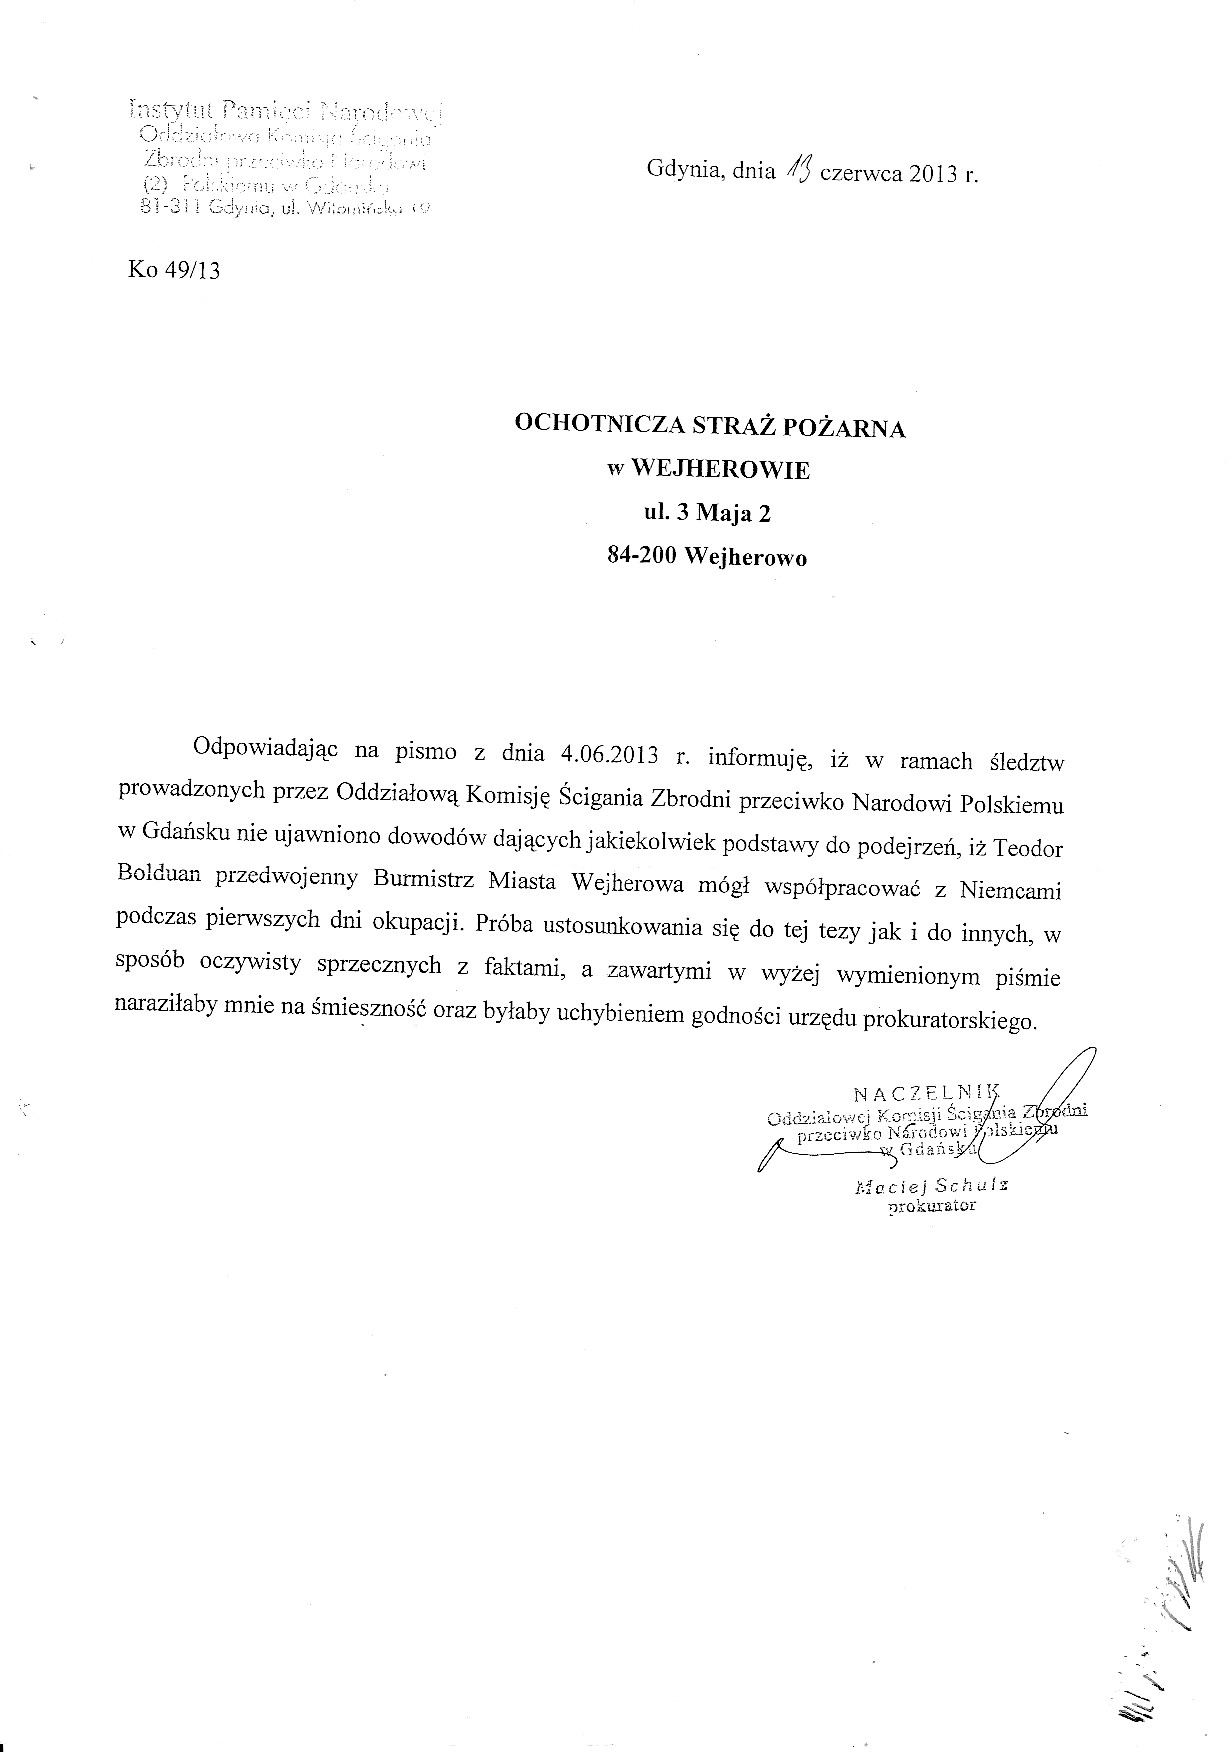 Instytut Pamięci Narodowej
Oddziałowa Komisja Ścigania
Zbrodni przeciwko Narodowi
(2) Polskiemu w Gdańsku
81-311 Gdynia, ul. Witomińska 19
Gdynia, dnia 13 czerwca 2013 r.
Ko 49/13
OCHOTNICZA STRAŻ POŻARNA
w WEJHEROWIE
ul. 3 Maja 2
84-200 Wejherowo
Odpowiadając na pismo z dnia 4.06.2013 r. informuję, iż w ramach śledztw
prowadzonych przez Oddziałową Komisję Ścigania Zbrodni przeciwko Narodowi Polskiemu
w Gdańsku nie ujawniono dowodów dających jakiekolwiek podstawy do podejrzeń, iż Teodor
Bolduan przedwojenny Burmistrz Miasta Wejherowa mógł współpracować z Niemcami
podczas pierwszych dni okupacji. Próba ustosunkowania się do tej tezy jak i do innych, w
sposób oczywisty sprzecznych z faktami, a zawartymi w wyżej wymienionym piśmie
naraziłaby mnie na śmieszność oraz byłaby uchybieniem godności urzędu prokuratorskiego.
NACZELNIK
Oddziałowej Komisji Ścigania Zbrodni
przeciwko Narodowi Polskiemu
w Gdańsku
Maciej Schulz
prokurator